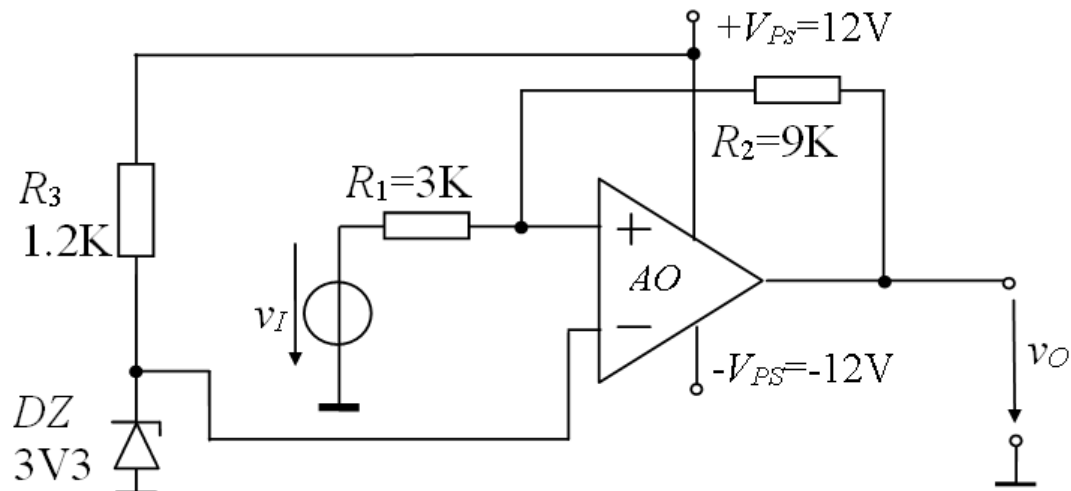 +V_Ps=12V
R_2=9K
R_1=3K
R_3
1.2K
+
AO
−
v_I
v_O
-V_PS=-12V
DZ
3V3